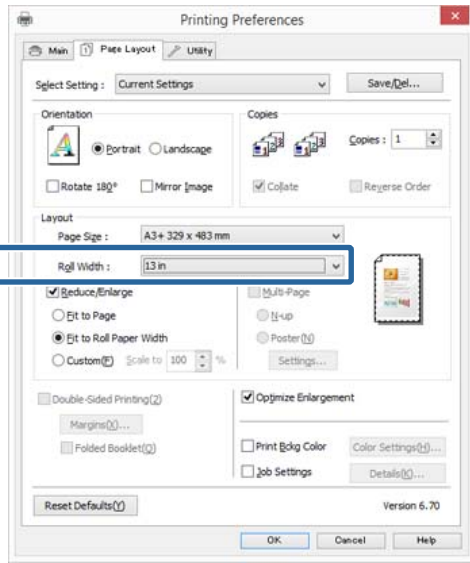 Printing Preferences
Main Page Layout Utility
Select Setting : Current Settings Save/Del...
Orientation Copies
Portrait Landscape Copies : 1
Rotate 180° Mirror Image Collate Reverse Order
Layout
Page Size : A3+ 329 x 483 mm
Roll Width : 13 in
Reduce/Enlarge Multi-Page
Fit to Page N-up
Fit to Roll Paper Width Poster(N)
Custom(F) Scale to 100 % Settings...
Double-Sided Printing(2) Optimize Enlargement
Margins(X)...
Folded Booklet(Q) Print Bckg Color Color Settings(H)...
Job Settings Details(K)...
Reset Defaults(Y) Version 6.70
OK Cancel Help